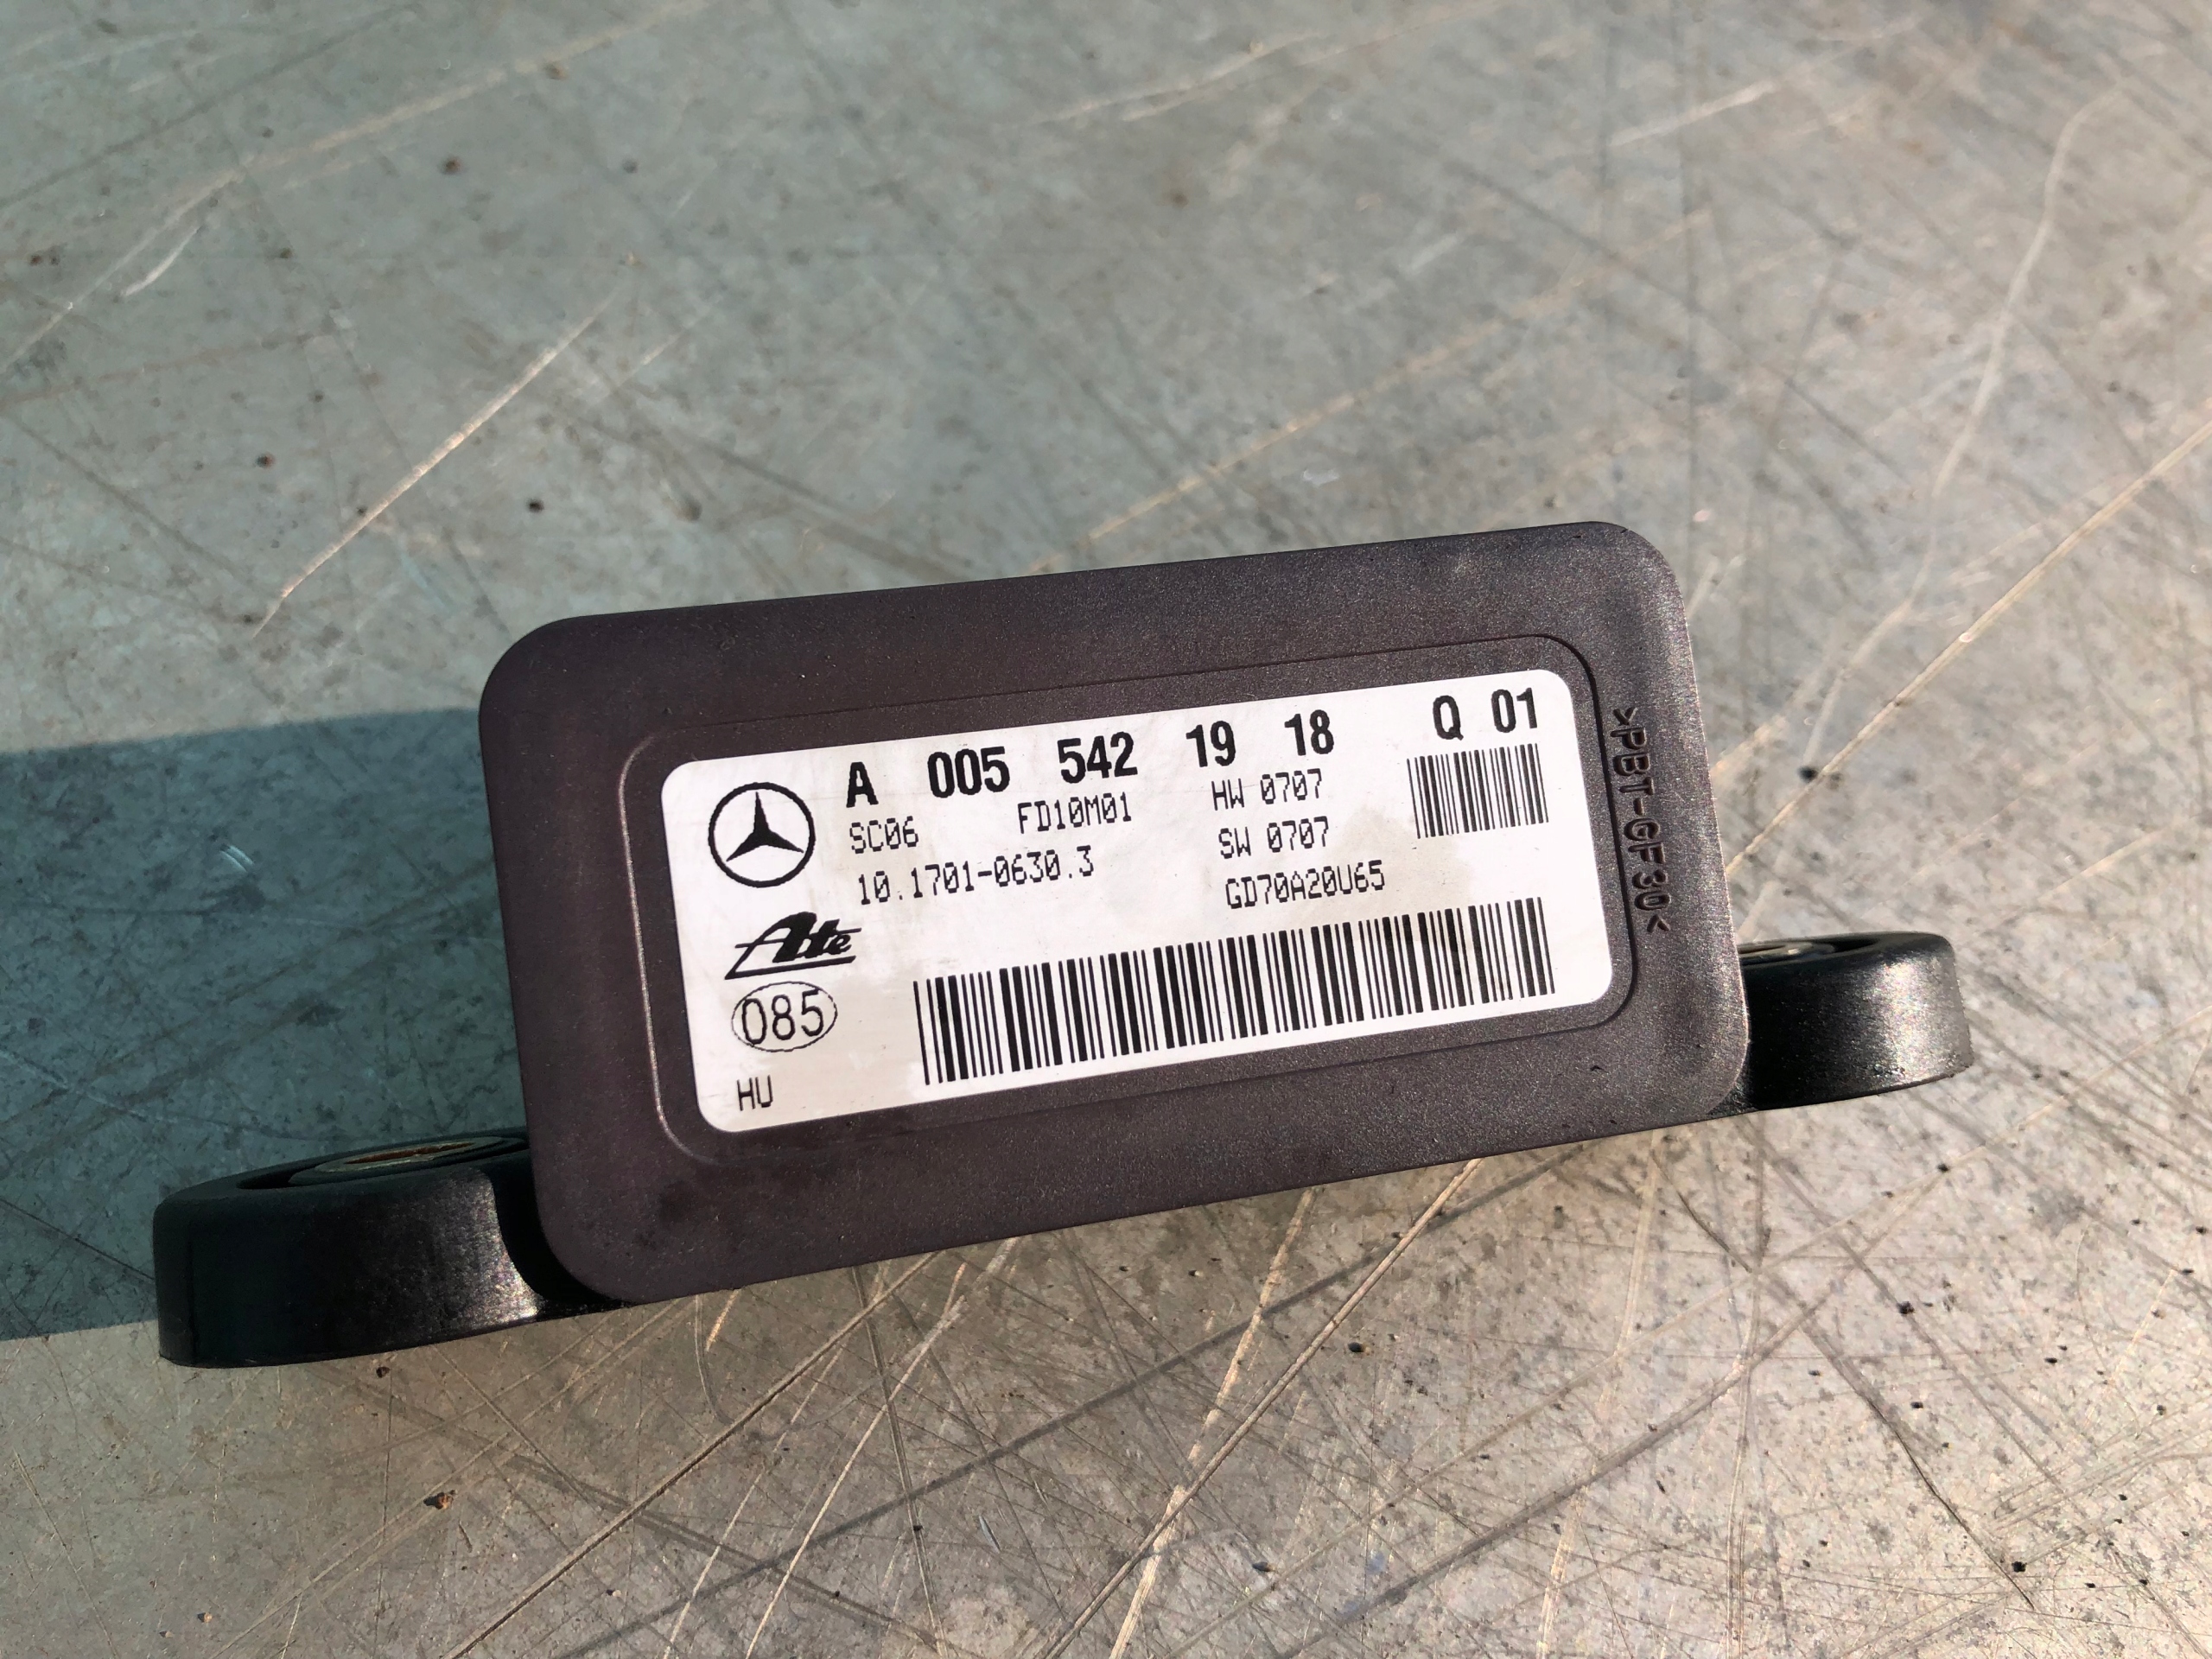 A 005 542 19 18 Q 01
SC06 FD10M01 HW 0707
SW 0707
10.1701-0630.3 GD70A20U65
Ate
085
HU
>PBT-GF30<